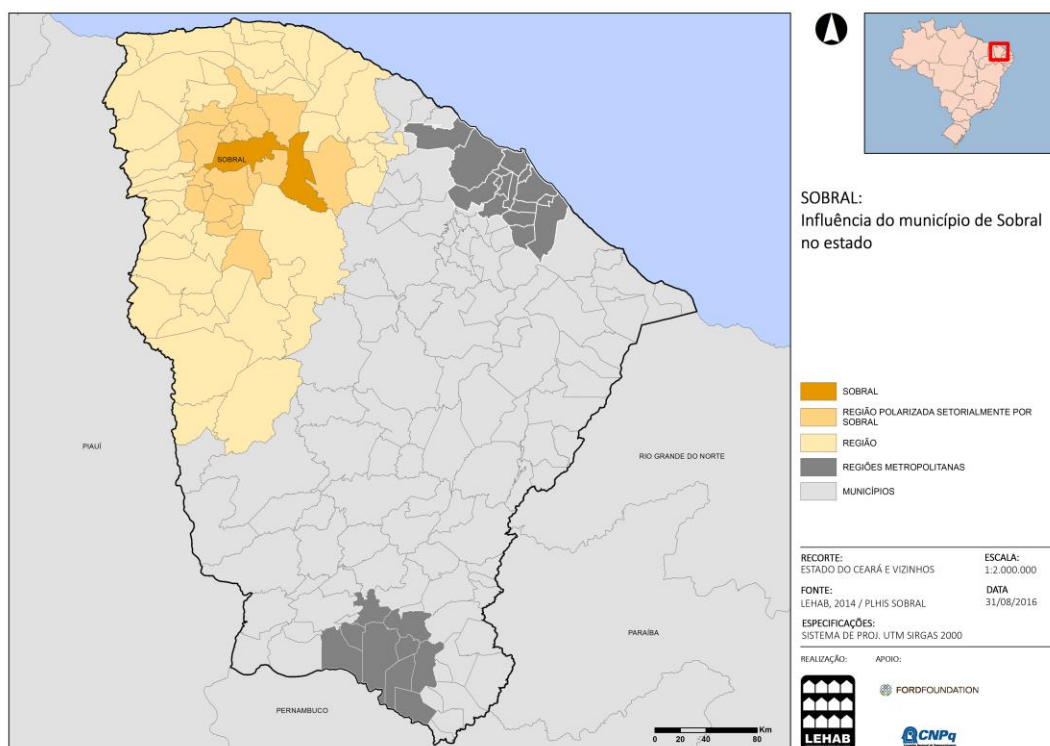 SOBRAL
PIAUÍ
RIO GRANDE DO NORTE
PARAÍBA
PERNAMBUCO
Km
0 20 40 80
SOBRAL:
Influência do município de Sobral
no estado
SOBRAL
REGIÃO POLARIZADA SETORIALMENTE POR
SOBRAL
REGIÃO
REGIÕES METROPOLITANAS
MUNICÍPIOS
RECORTE:
ESTADO DO CEARÁ E VIZINHOS
ESCALA:
1:2.000.000
FONTE:
LEHAB, 2014 / PLHIS SOBRAL
DATA
31/08/2016
ESPECIFICAÇÕES:
SISTEMA DE PROJ. UTM SIRGAS 2000
REALIZAÇÃO:
APOIO:
LEHAB
FORDFOUNDATION
CNPq